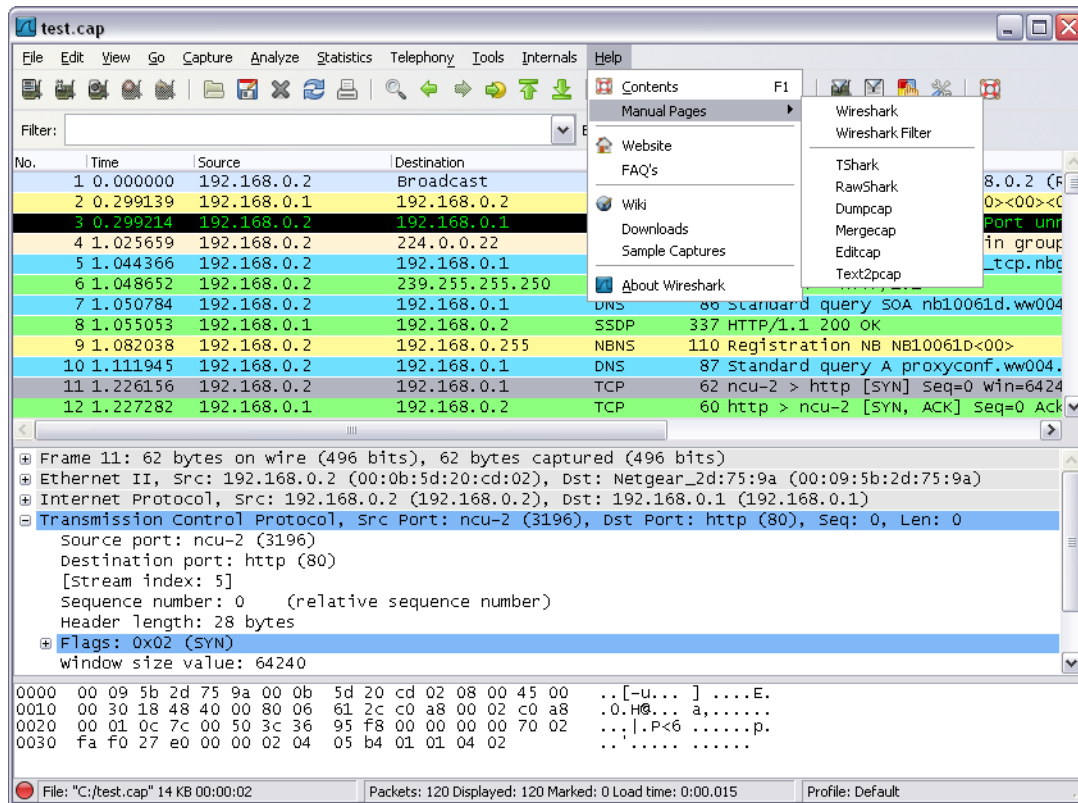 test.cap
File Edit View Go Capture Analyze Statistics Telephony Tools Internals Help
Contents F1
Manual Pages
Website
FAQ's
Wiki
Downloads
Sample Captures
About Wireshark
Wireshark
Wireshark Filter
TShark
RawShark
Dumpcap
Mergecap
Editcap
Text2pcap
Filter:
No. Time Source Destination
1 0.000000 192.168.0.2 Broadcast 8.0.2 (R
2 0.299139 192.168.0.1 192.168.0.2 0><00><0
3 0.299214 192.168.0.2 192.168.0.1 Port unr
4 1.025659 192.168.0.2 224.0.0.22 in group
5 1.044366 192.168.0.2 192.168.0.1 _tcp.nbg
6 1.048652 192.168.0.2 239.255.255.250
7 1.050784 192.168.0.2 192.168.0.1 DNS 86 Standard query SOA nb10061d.ww004
8 1.055053 192.168.0.1 192.168.0.2 SSDP 337 HTTP/1.1 200 OK
9 1.082038 192.168.0.2 192.168.0.255 NBNS 110 Registration NB NB10061D<00>
10 1.111945 192.168.0.2 192.168.0.1 DNS 87 Standard query A proxyconf.ww004.
11 1.226156 192.168.0.2 192.168.0.1 TCP 62 ncu-2 > http [SYN] Seq=0 Win=6424
12 1.227282 192.168.0.1 192.168.0.2 TCP 60 http > ncu-2 [SYN, ACK] Seq=0 Ack
Frame 11: 62 bytes on wire (496 bits), 62 bytes captured (496 bits)
Ethernet II, Src: 192.168.0.2 (00:0b:5d:20:cd:02), Dst: Netgear_2d:75:9a (00:09:5b:2d:75:9a)
Internet Protocol, Src: 192.168.0.2 (192.168.0.2), Dst: 192.168.0.1 (192.168.0.1)
Transmission Control Protocol, Src Port: ncu-2 (3196), Dst Port: http (80), Seq: 0, Len: 0
Source port: ncu-2 (3196)
Destination port: http (80)
[Stream index: 5]
Sequence number: 0 (relative sequence number)
Header length: 28 bytes
Flags: 0x02 (SYN)
Window size value: 64240
0000 00 09 5b 2d 75 9a 00 0b 5d 20 cd 02 08 00 45 00 ..[-u... ] ....E.
0010 00 30 18 48 40 00 80 06 61 2c c0 a8 00 02 c0 a8 .0.H@... a,......
0020 00 01 0c 7c 00 50 3c 36 95 f8 00 00 00 00 70 02 ...|.P<6 ......p.
0030 fa f0 27 e0 00 00 02 04 05 b4 01 01 04 02 ..'..... ......
File: "C:/test.cap" 14 KB 00:00:02 Packets: 120 Displayed: 120 Marked: 0 Load time: 0:00.015 Profile: Default